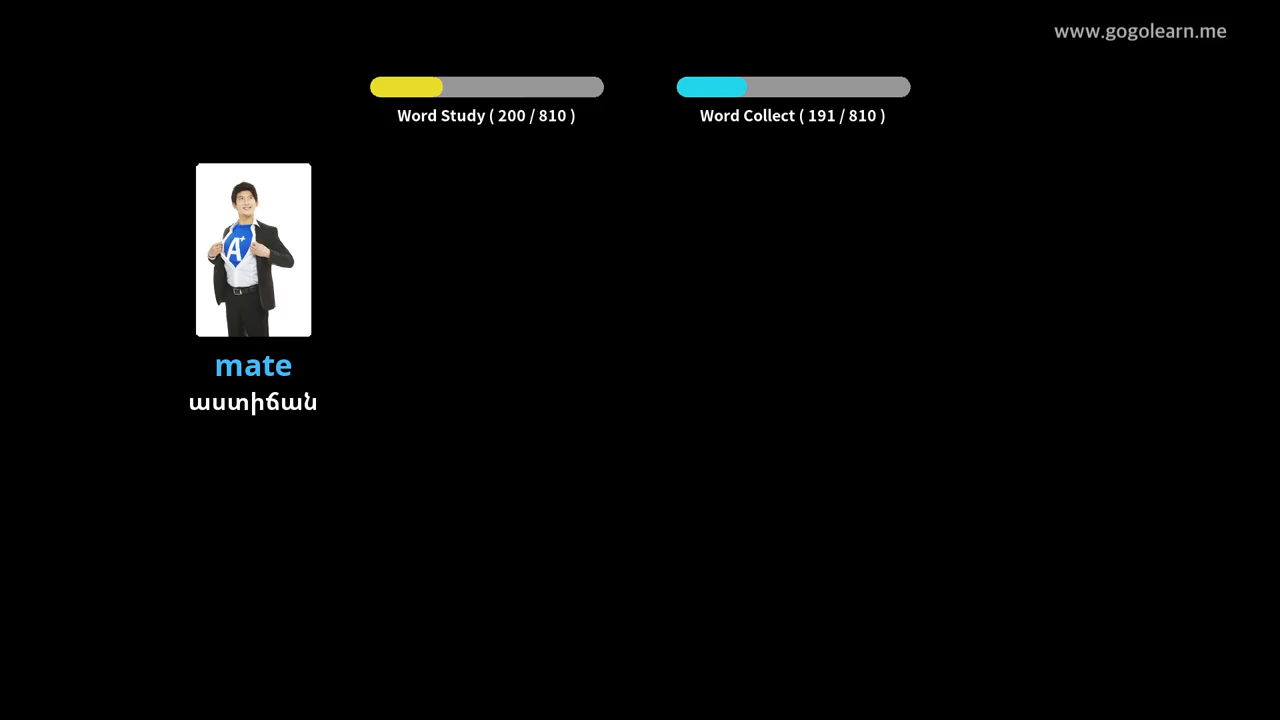 www.gogolearn.me
Word Study ( 200 / 810 )
Word Collect ( 191 / 810 )
A+
mate
աստիճան